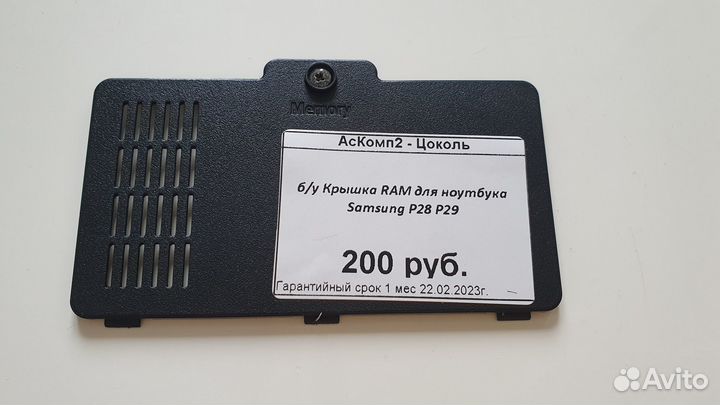 Memory
АсКомп2 - Цоколь
б/у Крышка RAM для ноутбука
Samsung P28 P29
200 руб.
Гарантийный срок 1 мес 22.02.2023г.
Avito